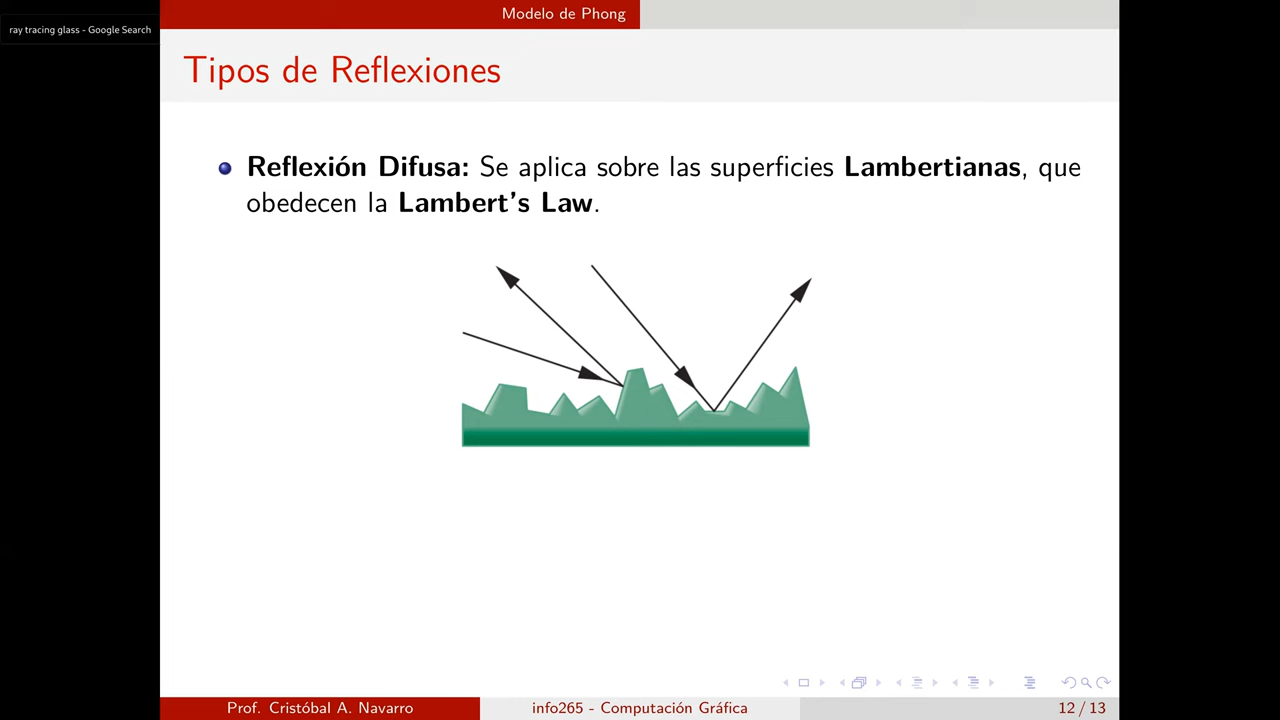 Modelo de Phong
ray tracing glass - Google Search
Tipos de Reflexiones
Reflexión Difusa: Se aplica sobre las superficies Lambertianas, que
obedecen la Lambert's Law.
Prof. Cristóbal A. Navarro
info265 - Computación Gráfica
12 / 13